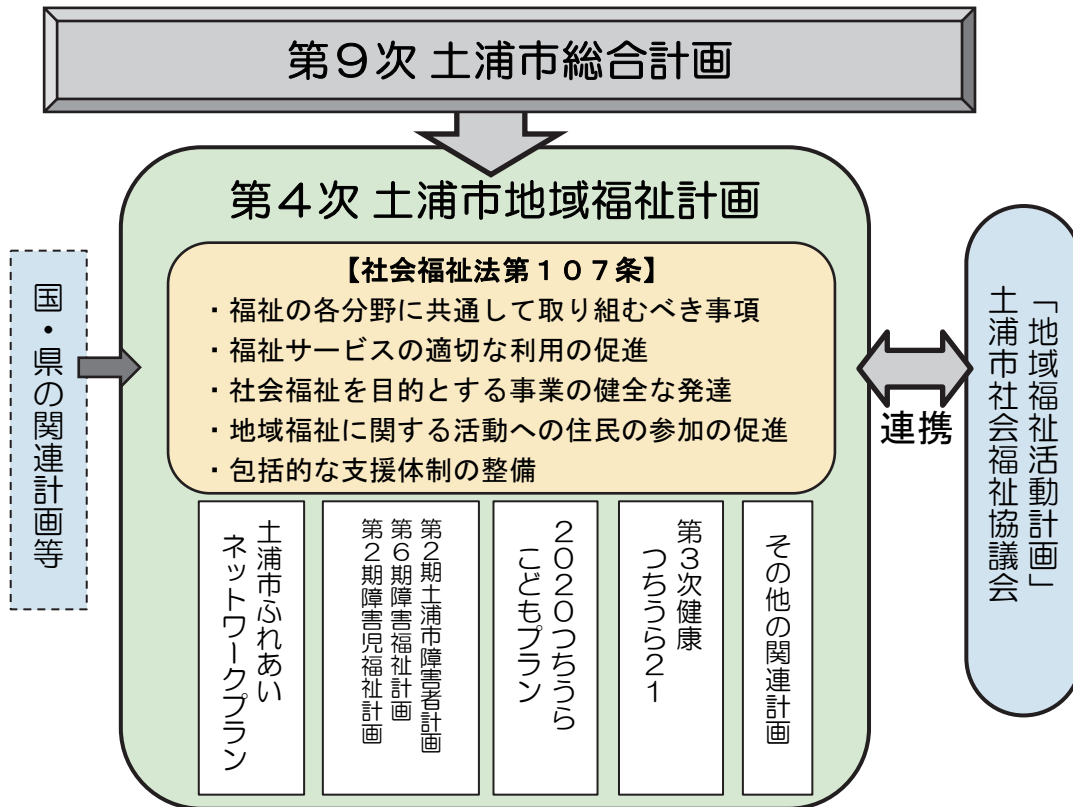 第９次 土浦市総合計画
第４次 土浦市地域福祉計画
【社会福祉法第１０７条】
・福祉の各分野に共通して取り組むべき事項
・福祉サービスの適切な利用の促進
・社会福祉を目的とする事業の健全な発達
・地域福祉に関する活動への住民の参加の促進
・包括的な支援体制の整備
国・県の関連計画等
連携
「地域福祉活動計画」
土浦市社会福祉協議会
土浦市ふれあい
ネットワークプラン
第２期土浦市障害者計画
第６期障害福祉計画
第２期障害児福祉計画
２０２０つちうら
こどもプラン
第３次健康
つちうら２１
その他の関連計画